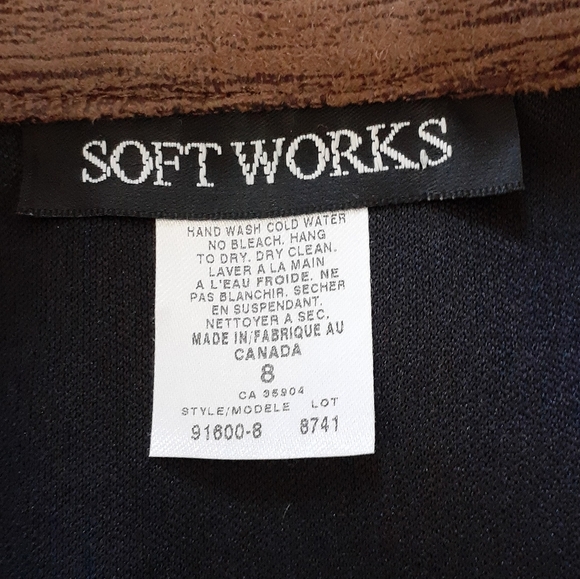 SOFT WORKS
HAND WASH COLD WATER
NO BLEACH. HANG
TO DRY. DRY CLEAN.
LAVER A LA MAIN
A L'EAU FROIDE. NE
PAS BLANCHIR. SECHER
EN SUSPENDANT.
NETTOYER A SEC.
MADE IN/FABRIQUE AU
CANADA
8
CA 35904
STYLE/MODELE LOT
91600-8 8741